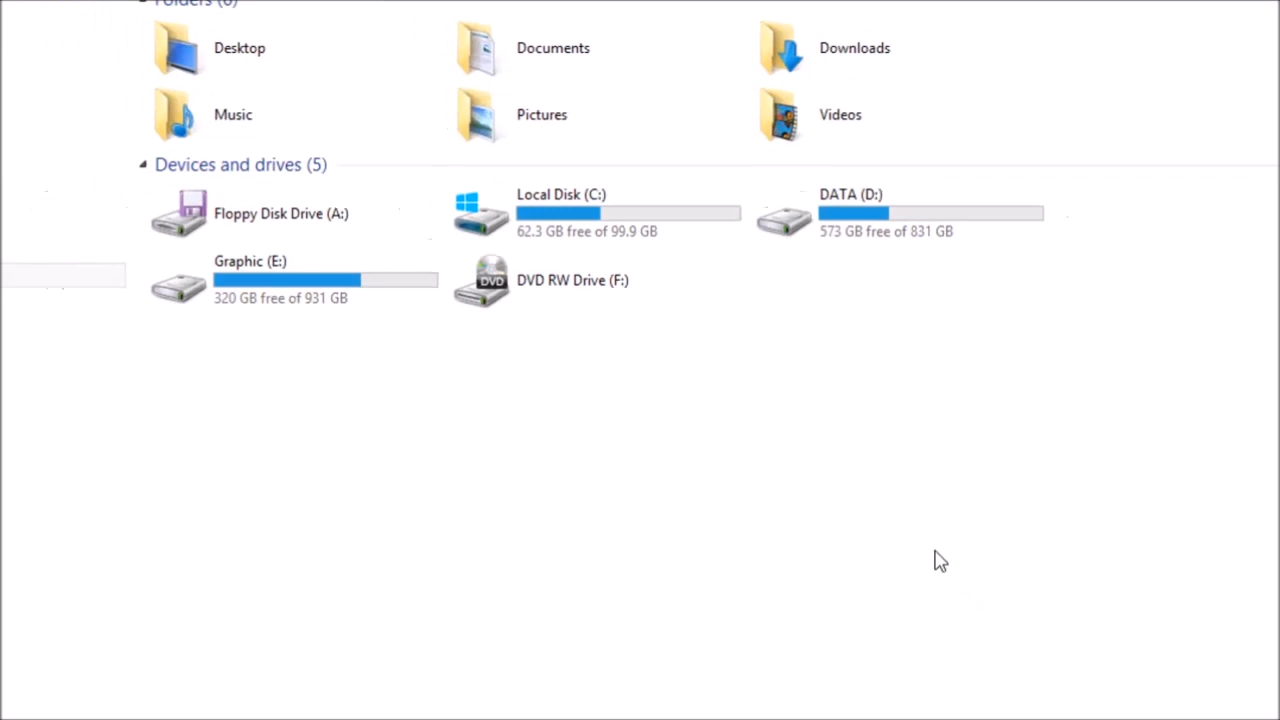 Folders (6)
Desktop
Documents
Downloads
Music
Pictures
Videos
Devices and drives (5)
Floppy Disk Drive (A:)
Local Disk (C:)
62.3 GB free of 99.9 GB
DATA (D:)
573 GB free of 831 GB
Graphic (E:)
320 GB free of 931 GB
DVD
DVD RW Drive (F:)